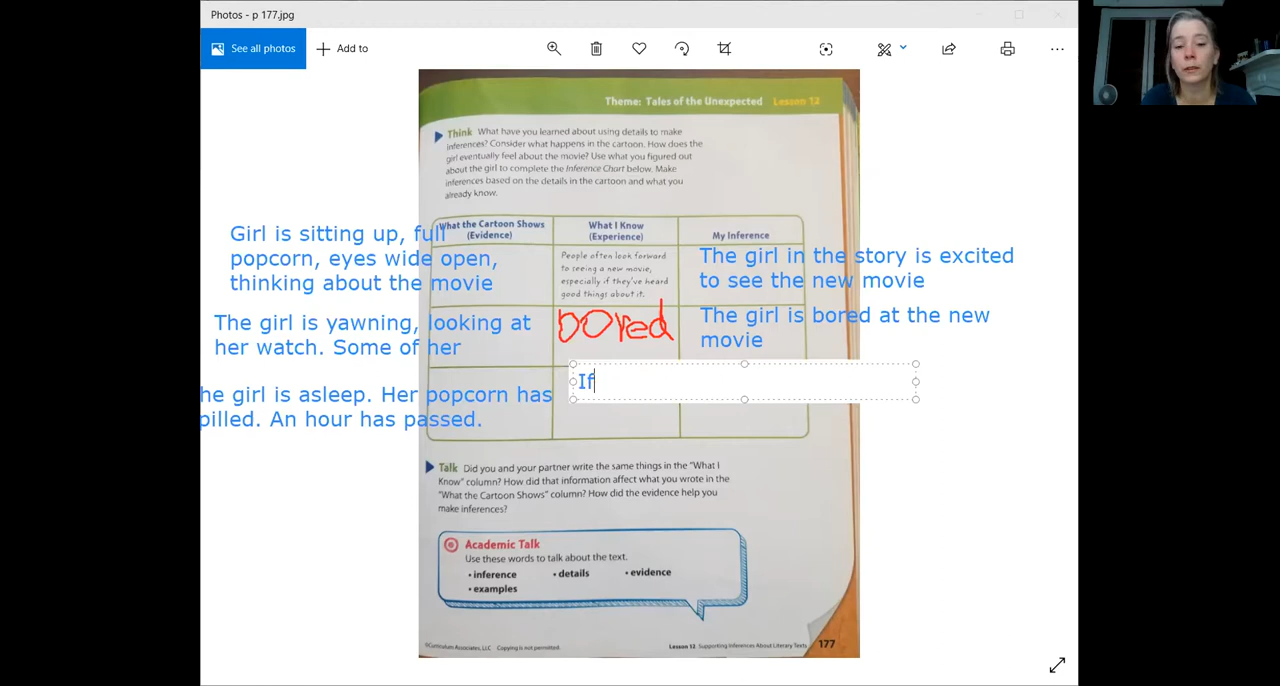 Photos - p 177.jpg
See all photos
Add to
Theme: Tales of the Unexpected Lesson 12
Think What have you learned about using details to make
inferences? Consider what happens in the cartoon. How does the
girl eventually feel about the movie? Use what you figured out
about the girl to complete the Inference Chart below. Make
inferences based on the details in the cartoon and what you
already know.
What the Cartoon Shows
(Evidence)
What I Know
(Experience)
My Inference
Girl is sitting up, full
popcorn, eyes wide open,
thinking about the movie
People often look forward
to seeing a new movie,
especially if they've heard
good things about it.
The girl in the story is excited
to see the new movie
The girl is yawning, looking at
her watch. Some of her
bored
The girl is bored at the new
movie
he girl is asleep. Her popcorn has
pilled. An hour has passed.
If
Talk Did you and your partner write the same things in the "What I
Know" column? How did that information affect what you wrote in the
"What the Cartoon Shows" column? How did the evidence help you
make inferences?
Academic Talk
Use these words to talk about the text.
• inference
• details
• evidence
• examples
©Curriculum Associates, LLC Copying is not permitted.
Lesson 12 Supporting Inferences About Literary Texts
177